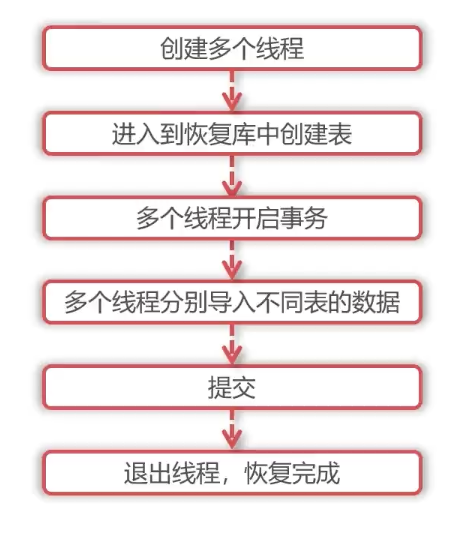 创建多个线程
进入到恢复库中创建表
多个线程开启事务
多个线程分别导入不同表的数据
提交
退出线程，恢复完成